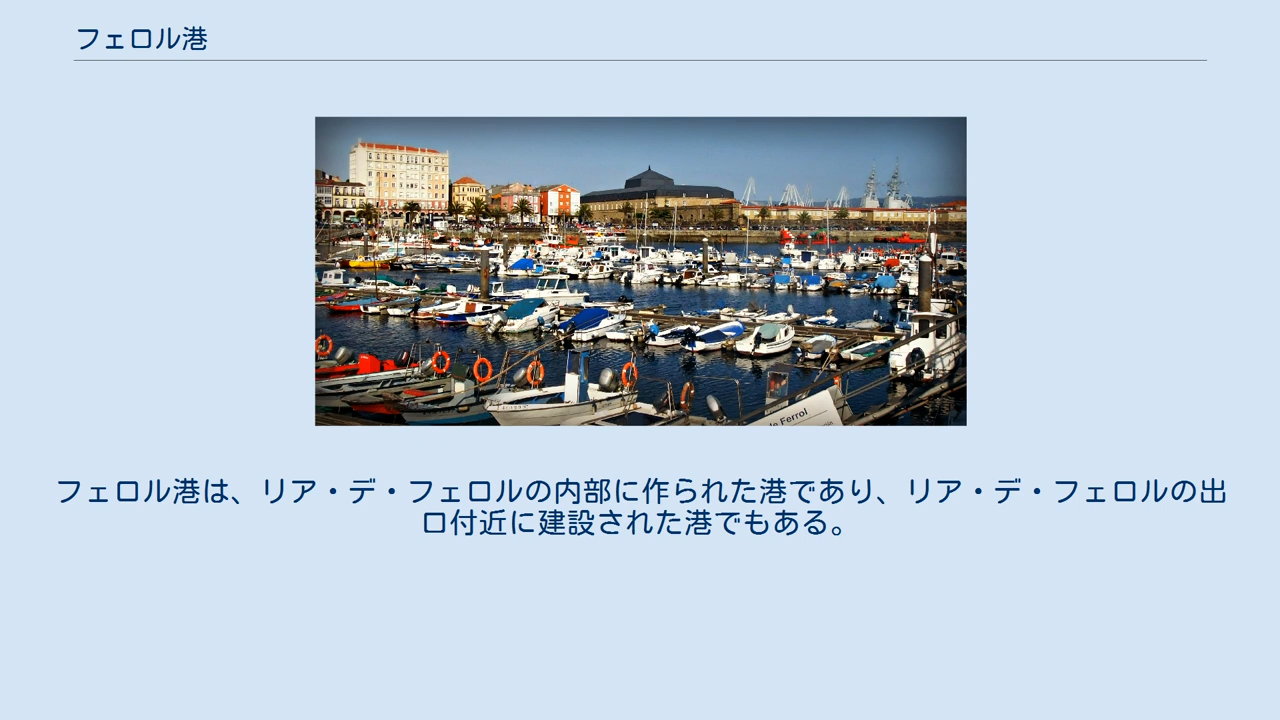 フェロル港
フェロル港は、リア・デ・フェロルの内部に作られた港であり、リア・デ・フェロルの出
口付近に建設された港でもある。
de Ferrol